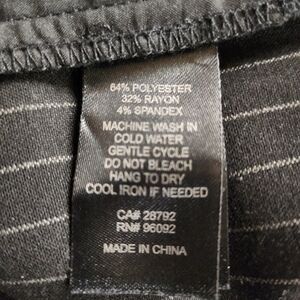 64% POLYESTER
32% RAYON
4% SPANDEX
MACHINE WASH IN
COLD WATER
GENTLE CYCLE
DO NOT BLEACH
HANG TO DRY
COOL IRON IF NEEDED
CA# 28792
RN# 96092
MADE IN CHINA